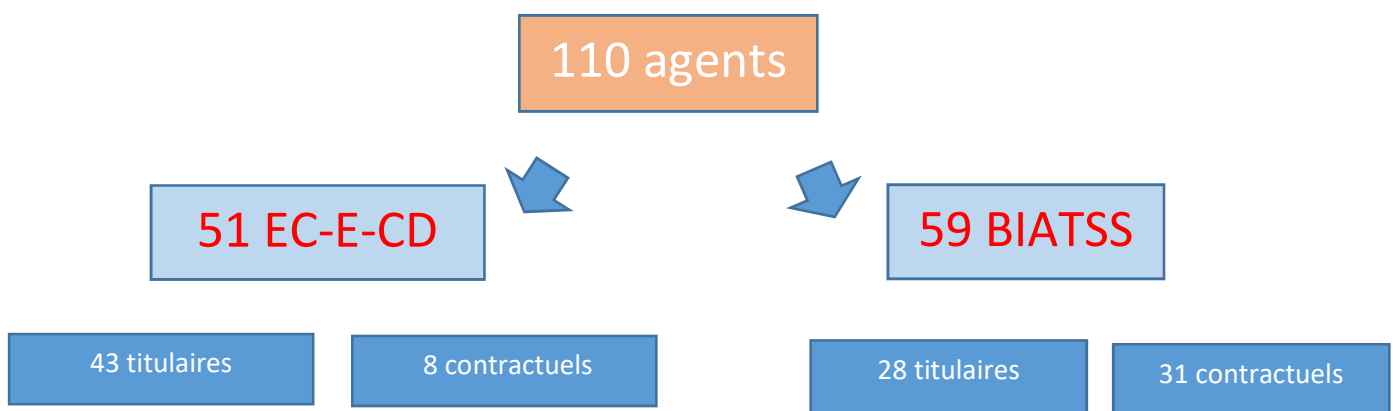 110 agents
51 EC-E-CD
59 BIATSS
43 titulaires
8 contractuels
28 titulaires
31 contractuels